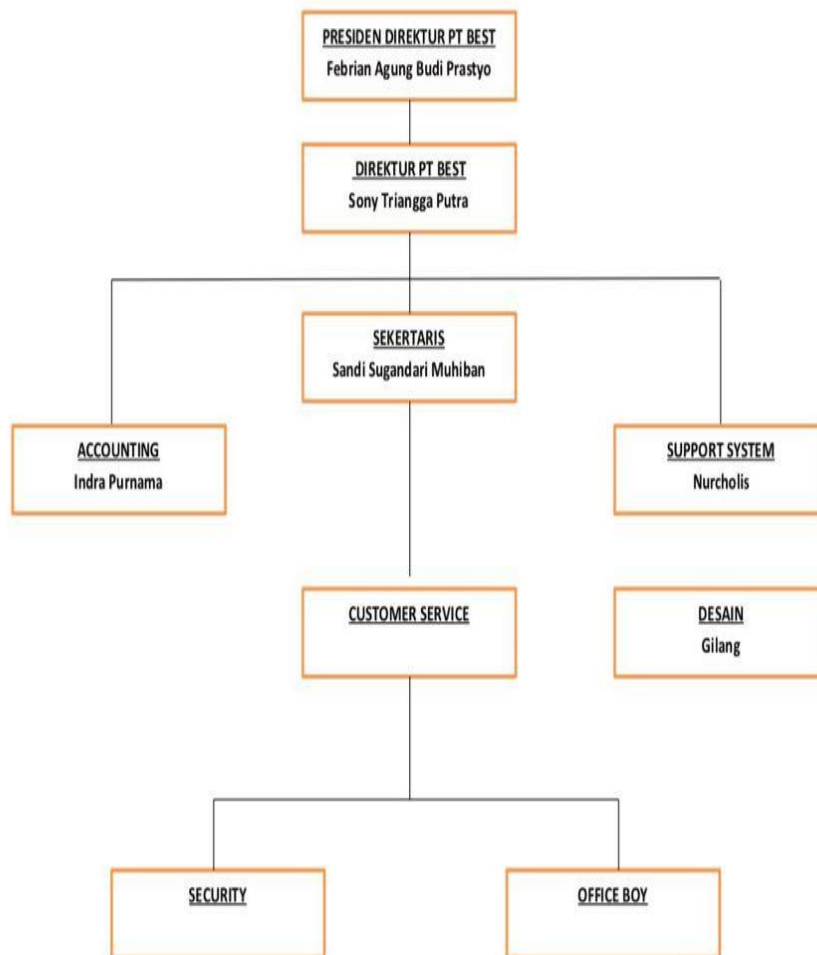 PRESIDEN DIREKTUR PT BEST
Febrian Agung Budi Prastyo
DIREKTUR PT BEST
Sony Triangga Putra
SEKERTARIS
Sandi Sugandari Muhiban
ACCOUNTING
Indra Purnama
SUPPORT SYSTEM
Nurcholis
CUSTOMER SERVICE
DESAIN
Gilang
SECURITY
OFFICE BOY